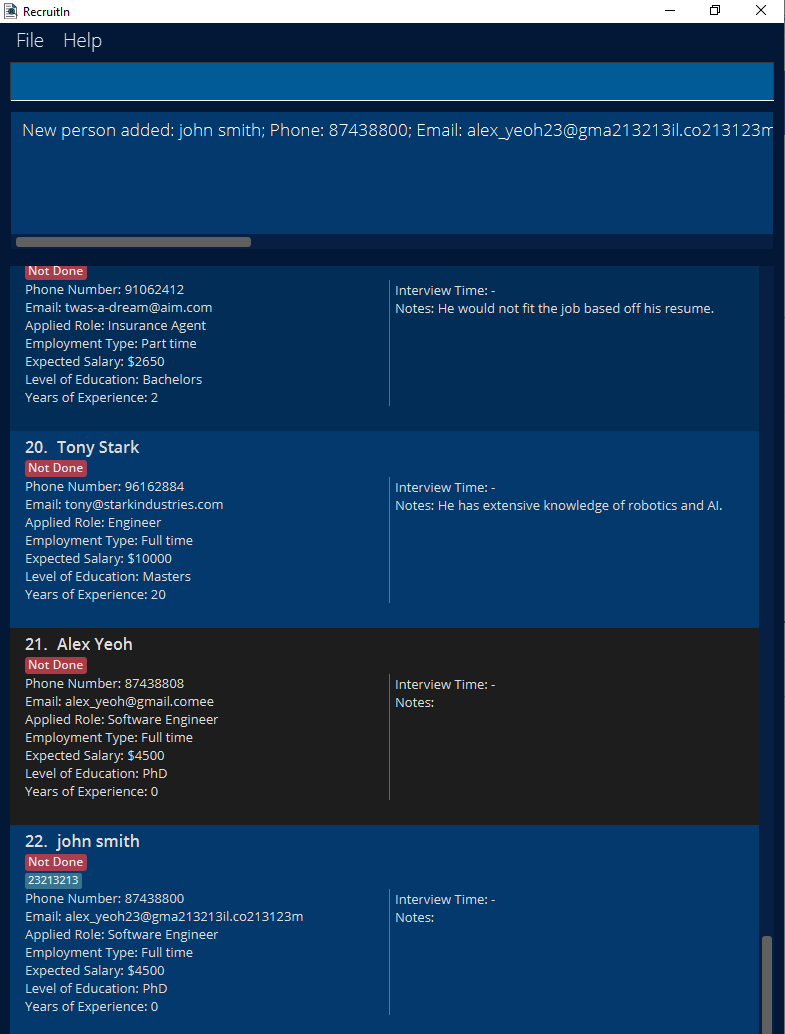 RecruitIn
File Help
New person added: john smith; Phone: 87438800; Email: alex_yeoh23@gma213213il.co213123m
Not Done
Phone Number: 91062412
Email: twas-a-dream@aim.com
Applied Role: Insurance Agent
Employment Type: Part time
Expected Salary: $2650
Level of Education: Bachelors
Years of Experience: 2
Interview Time: -
Notes: He would not fit the job based off his resume.
20. Tony Stark
Not Done
Phone Number: 96162884
Email: tony@starkindustries.com
Applied Role: Engineer
Employment Type: Full time
Expected Salary: $10000
Level of Education: Masters
Years of Experience: 20
Interview Time: -
Notes: He has extensive knowledge of robotics and AI.
21. Alex Yeoh
Not Done
Phone Number: 87438808
Email: alex_yeoh@gmail.comee
Applied Role: Software Engineer
Employment Type: Full time
Expected Salary: $4500
Level of Education: PhD
Years of Experience: 0
Interview Time: -
Notes:
22. john smith
Not Done
23213213
Phone Number: 87438800
Email: alex_yeoh23@gma213213il.co213123m
Applied Role: Software Engineer
Employment Type: Full time
Expected Salary: $4500
Level of Education: PhD
Years of Experience: 0
Interview Time: -
Notes: